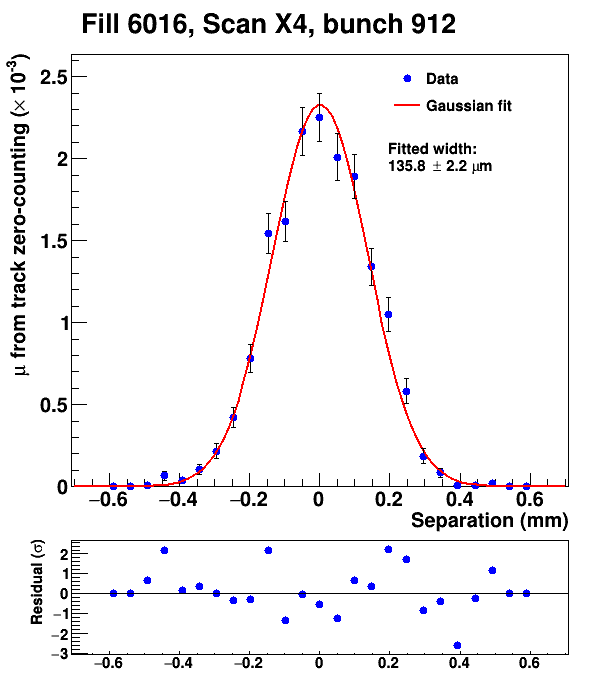 Fill 6016, Scan X4, bunch 912
μ from track zero-counting (× 10⁻³)
2.5
2
1.5
1
0.5
0
Data
Gaussian fit
Fitted width:
135.8 ± 2.2 μm
−0.6 −0.4 −0.2 0 0.2 0.4 0.6
Separation (mm)
Residual (σ)
2
1
0
−1
−2
−3
−0.6 −0.4 −0.2 0 0.2 0.4 0.6